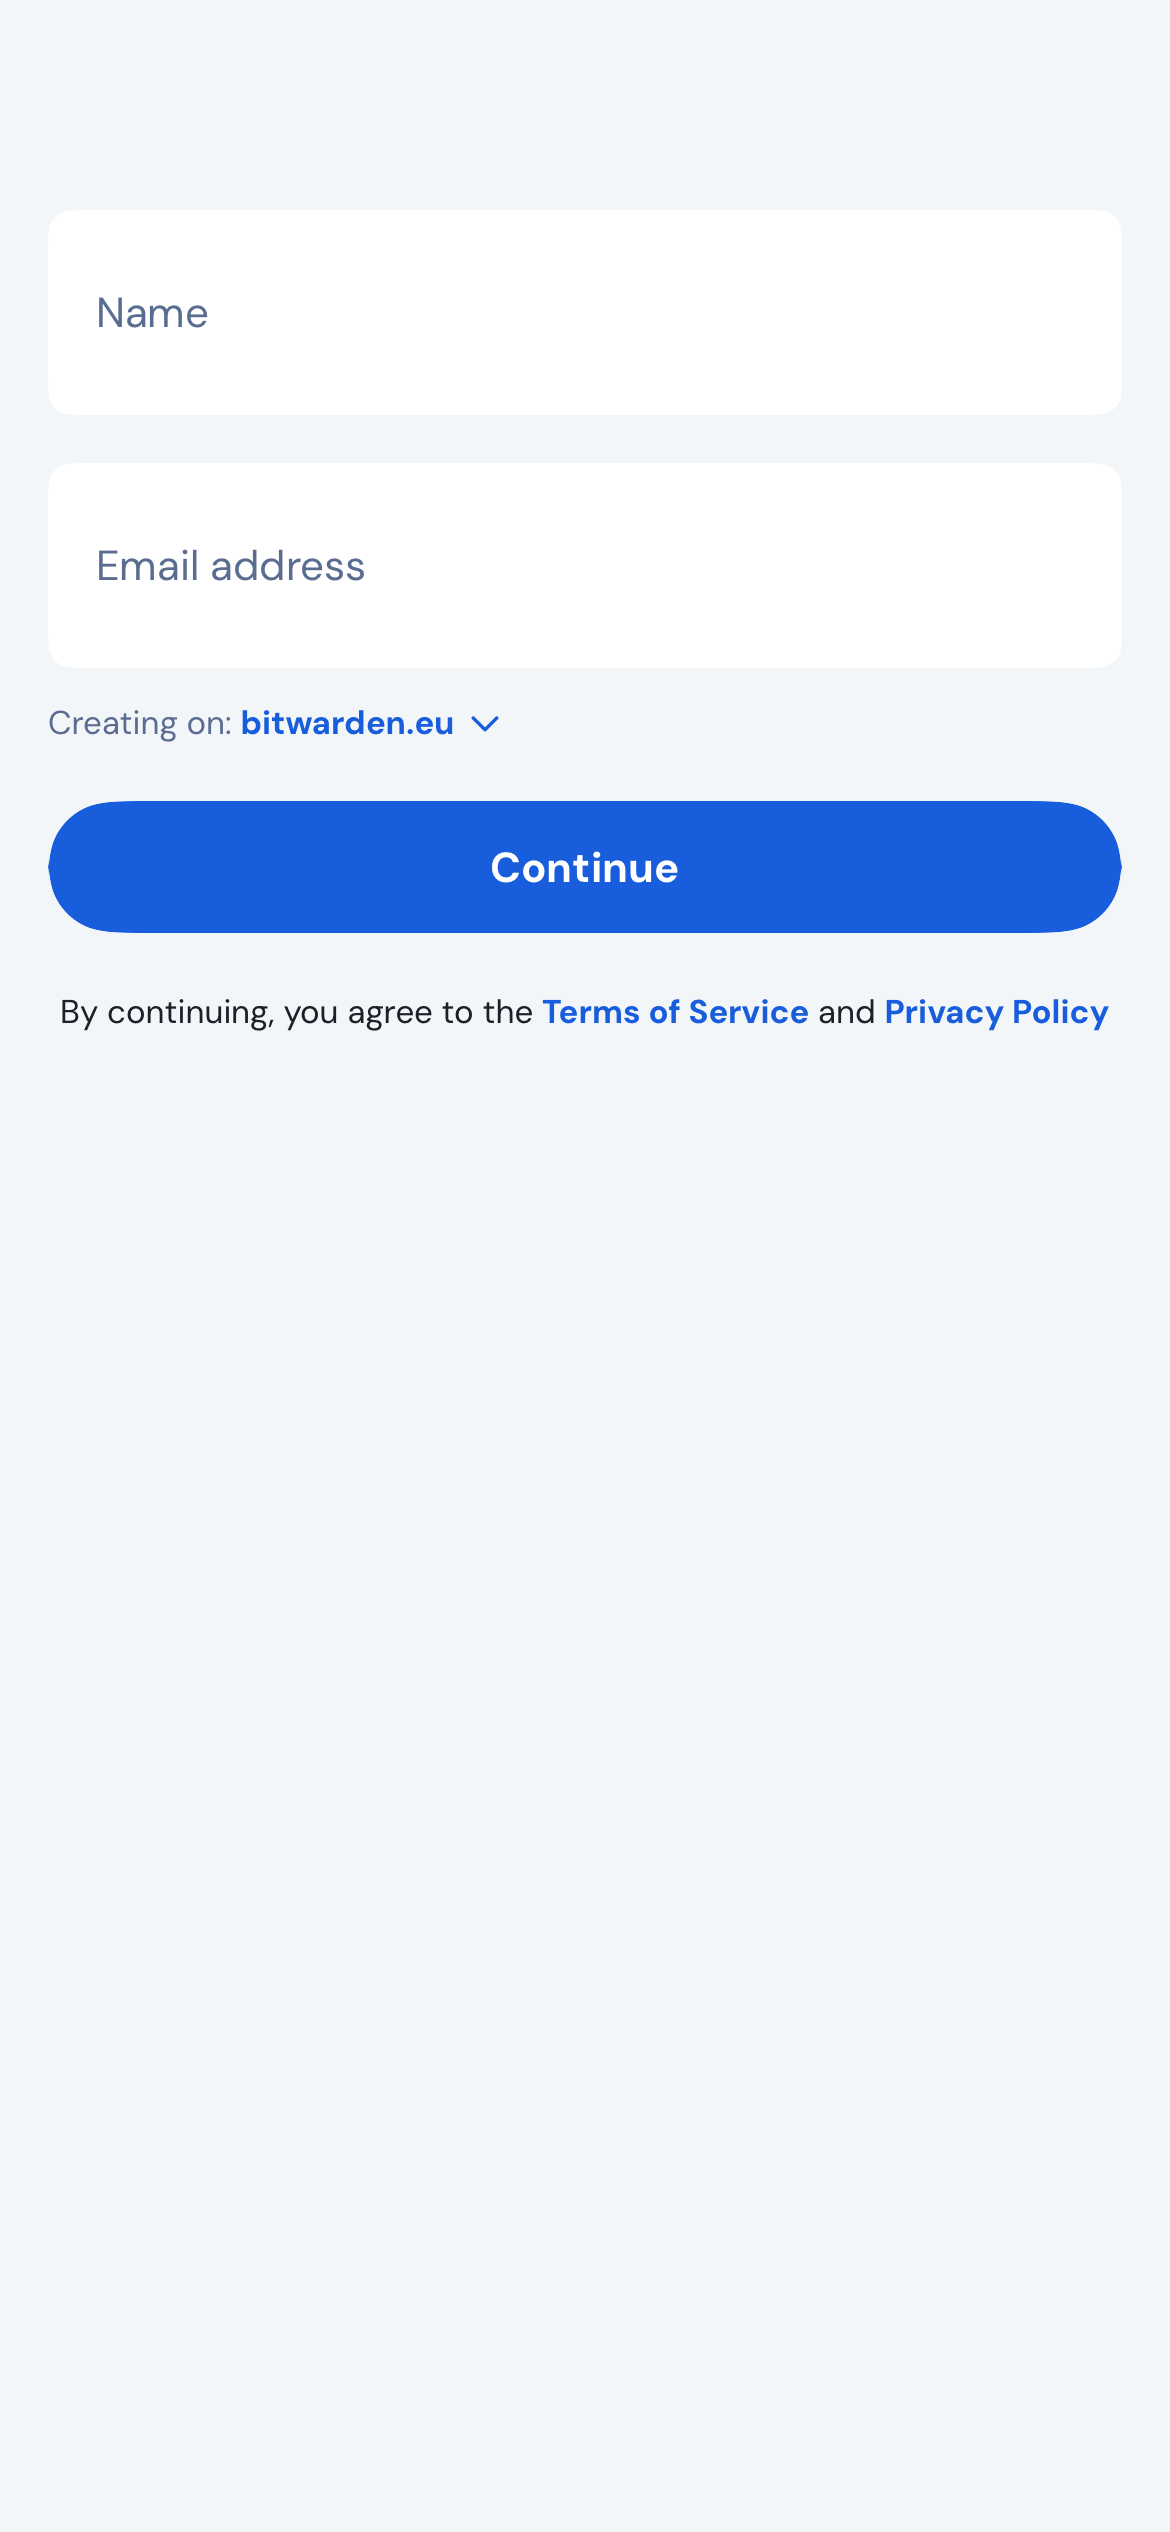 Name
Email address
Creating on: bitwarden.eu
Continue
By continuing, you agree to the Terms of Service and Privacy Policy